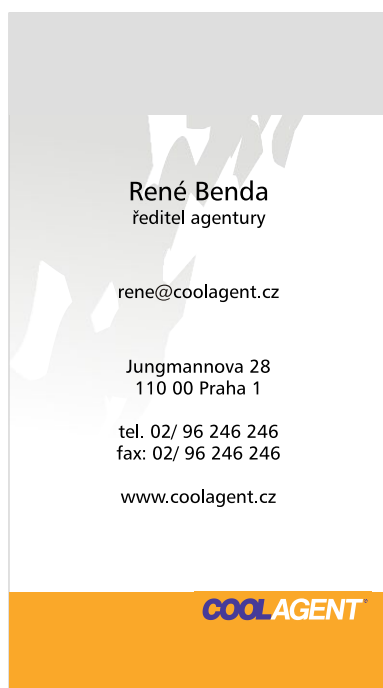 René Benda
ředitel agentury
rene@coolagent.cz
Jungmannova 28
110 00 Praha 1
tel. 02/ 96 246 246
fax: 02/ 96 246 246
www.coolagent.cz
COOLAGENT®